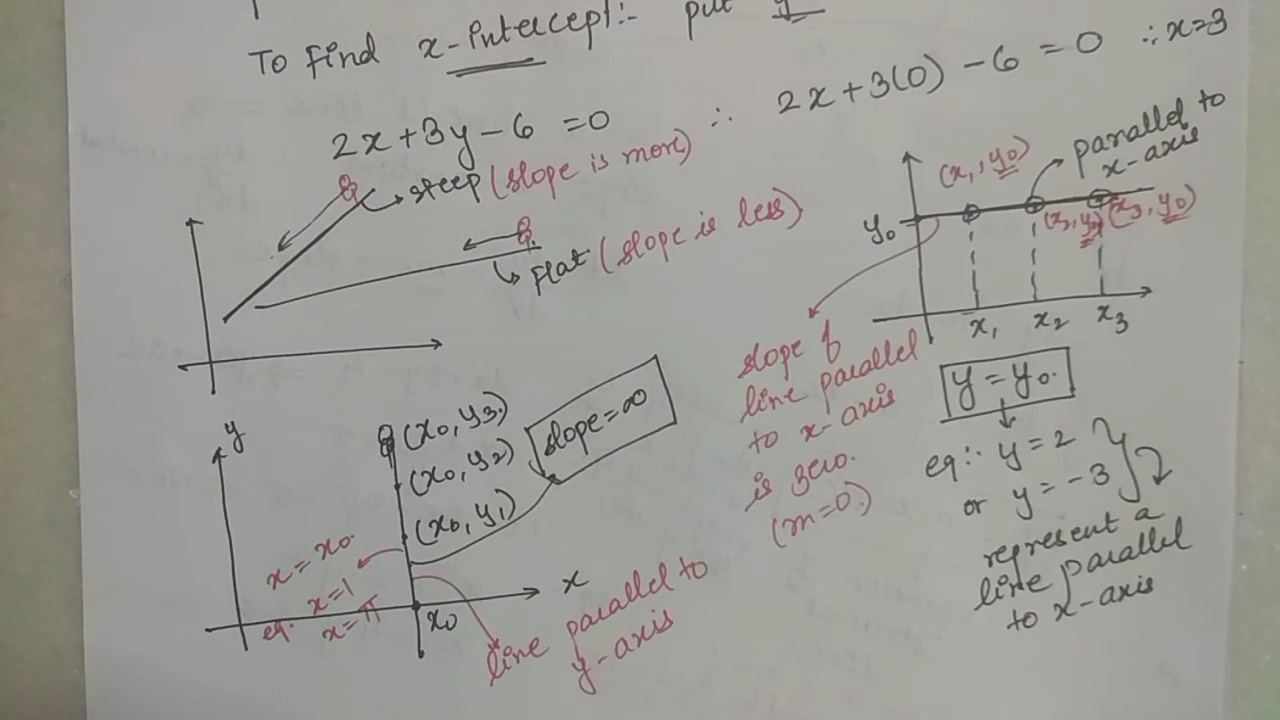 To find x-intercept:- put y
2x+3y-6 =0 ∴ 2x+3(0) -6 =0 ∴x=3
steep (slope is more)
flat (slope is less)
(x₁,y₀)
parallel to
x-axis
y₀
(x₂,y₀) (x₃,y₀)
x₁ x₂ x₃
slope of
line parallel
to x-axis
is zero.
(m=0)
y=y₀
eg:- y=2
or y=-3
represent a
line parallel
to x-axis
y
(x₀,y₃)
(x₀,y₂)
(x₀,y₁)
slope=∞
x=x₀
eg: x=1
x=π
x₀
x
line parallel to
y-axis